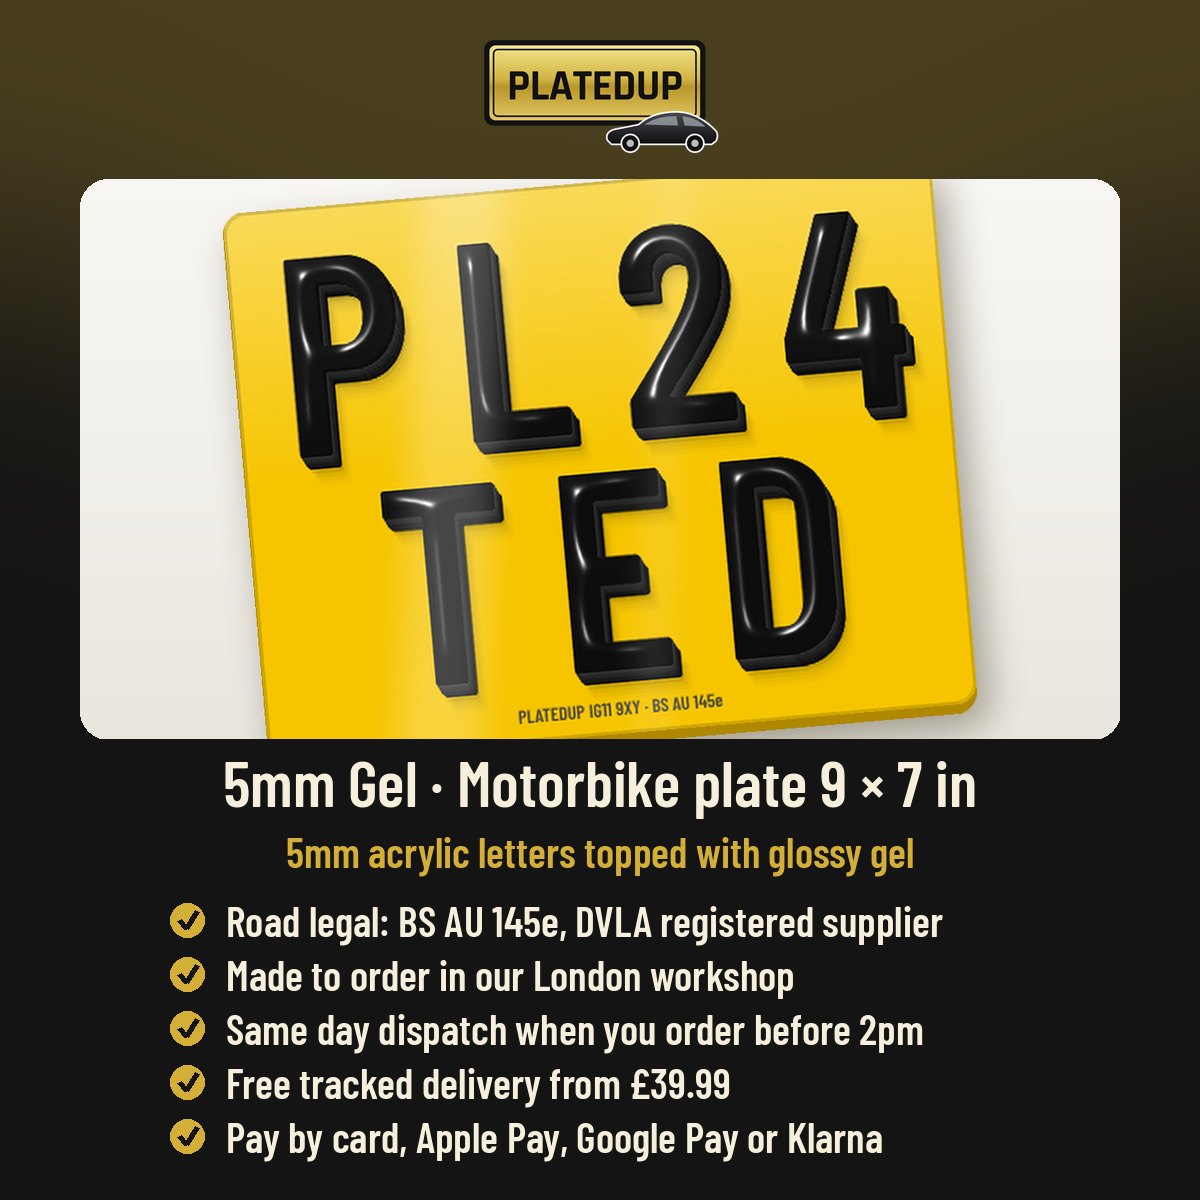 PLATEDUP
PL24
TED
PLATEDUP IG11 9XY · BS AU 145e
5mm Gel · Motorbike plate 9 × 7 in
5mm acrylic letters topped with glossy gel
Road legal: BS AU 145e, DVLA registered supplier
Made to order in our London workshop
Same day dispatch when you order before 2pm
Free tracked delivery from £39.99
Pay by card, Apple Pay, Google Pay or Klarna